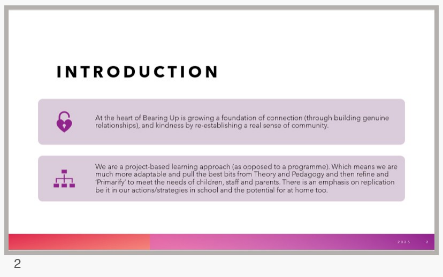 INTRODUCTION
At the heart of Bearing Up is growing a foundation of connection (through building genuine
relationships), and kindness by re-establishing a real sense of community.
We are a project-based learning approach (as opposed to a programme). Which means we are
much more adaptable and pull the best bits from Theory and Pedagogy and then refine and
'Primarify' to meet the needs of children, staff and parents. There is an emphasis on replication
be it in our actions/strategies in school and the potential for at home too.
2